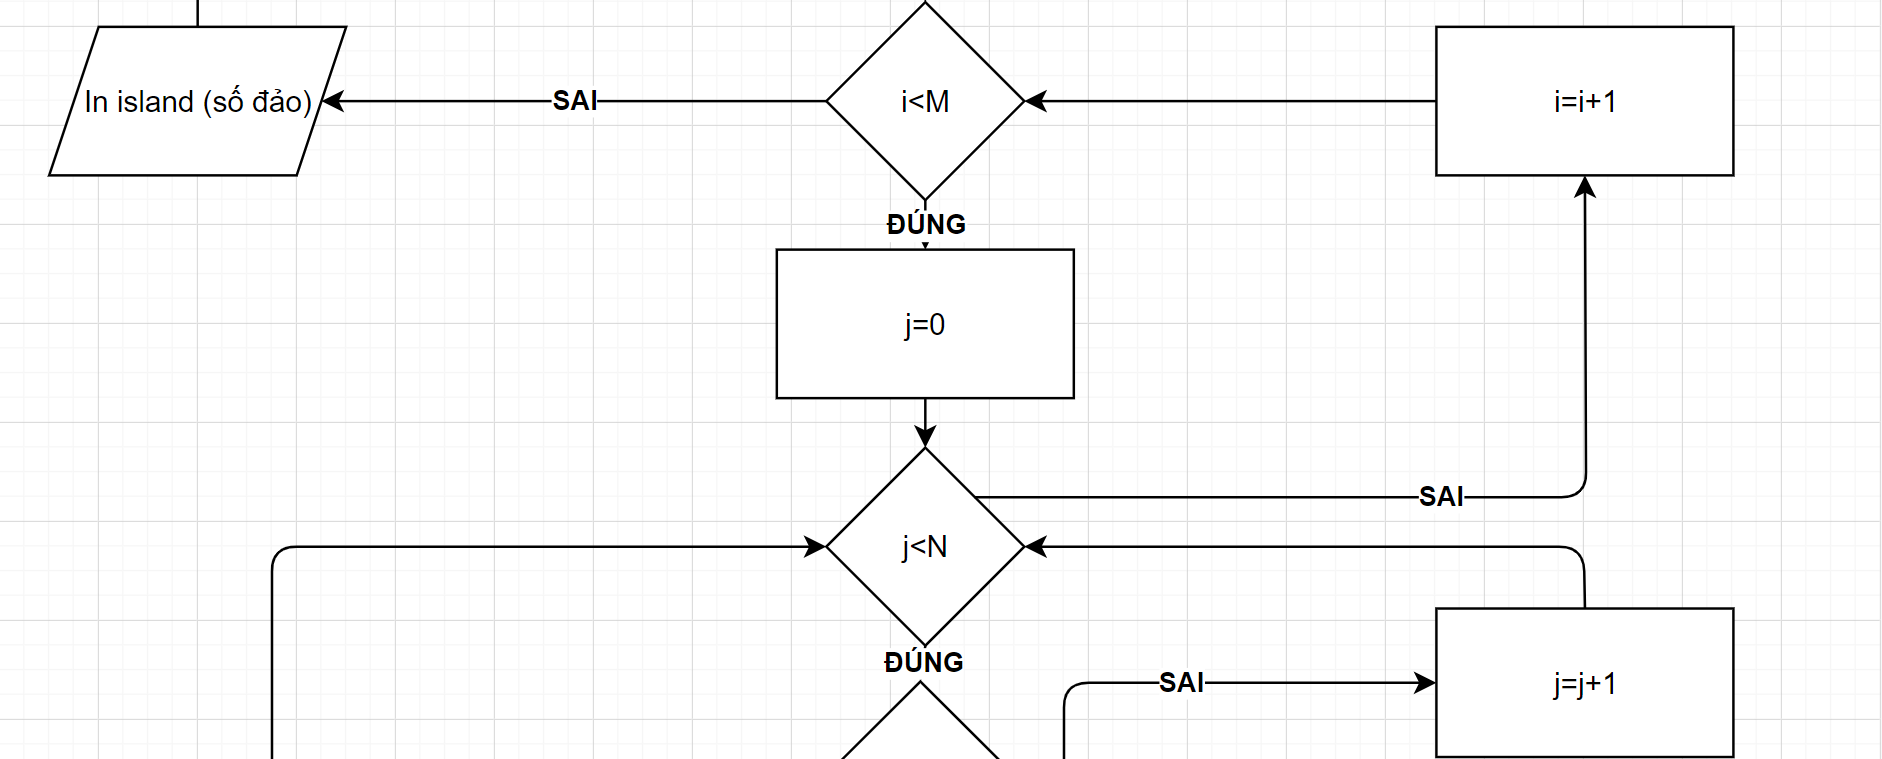 In island (số đảo)
SAI
i<M
i=i+1
ĐÚNG
j=0
SAI
j<N
ĐÚNG
SAI
j=j+1